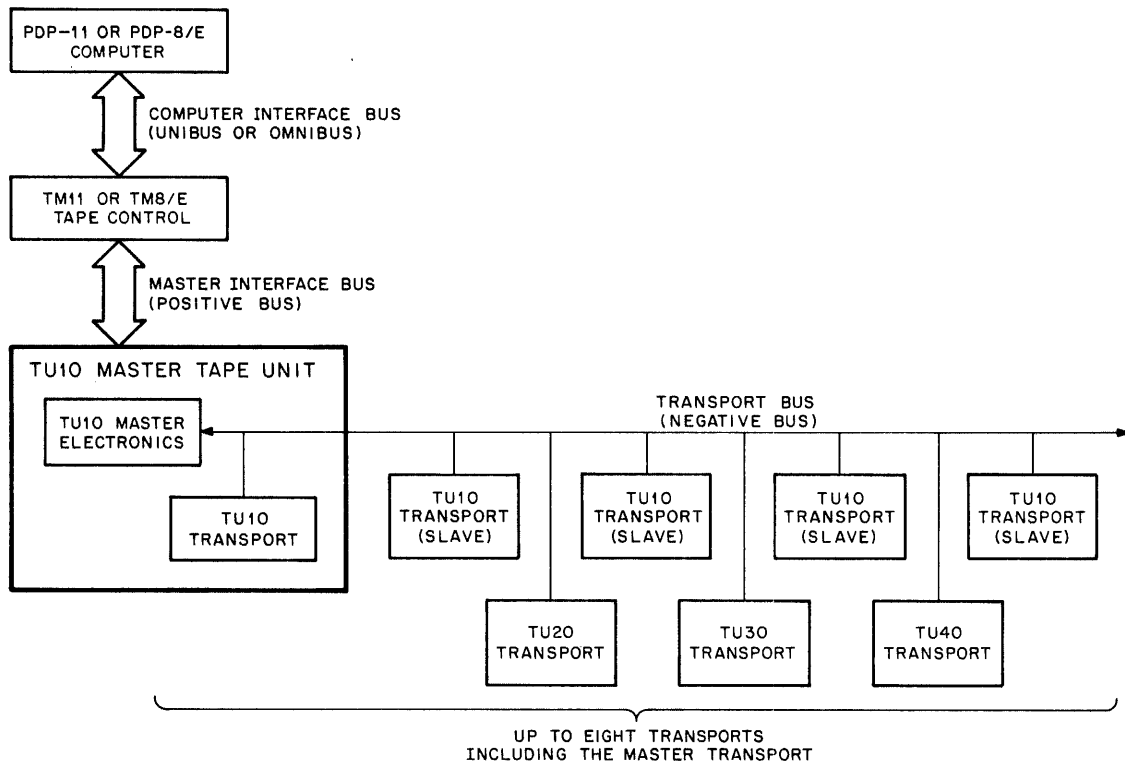 PDP-11 OR PDP-8/E
COMPUTER
COMPUTER INTERFACE BUS
(UNIBUS OR OMNIBUS)
TM11 OR TM8/E
TAPE CONTROL
MASTER INTERFACE BUS
(POSITIVE BUS)
TU10 MASTER TAPE UNIT
TU10 MASTER
ELECTRONICS
TRANSPORT BUS
(NEGATIVE BUS)
TU10
TRANSPORT
TU10
TRANSPORT
(SLAVE)
TU10
TRANSPORT
(SLAVE)
TU10
TRANSPORT
(SLAVE)
TU10
TRANSPORT
(SLAVE)
TU20
TRANSPORT
TU30
TRANSPORT
TU40
TRANSPORT
UP TO EIGHT TRANSPORTS
INCLUDING THE MASTER TRANSPORT